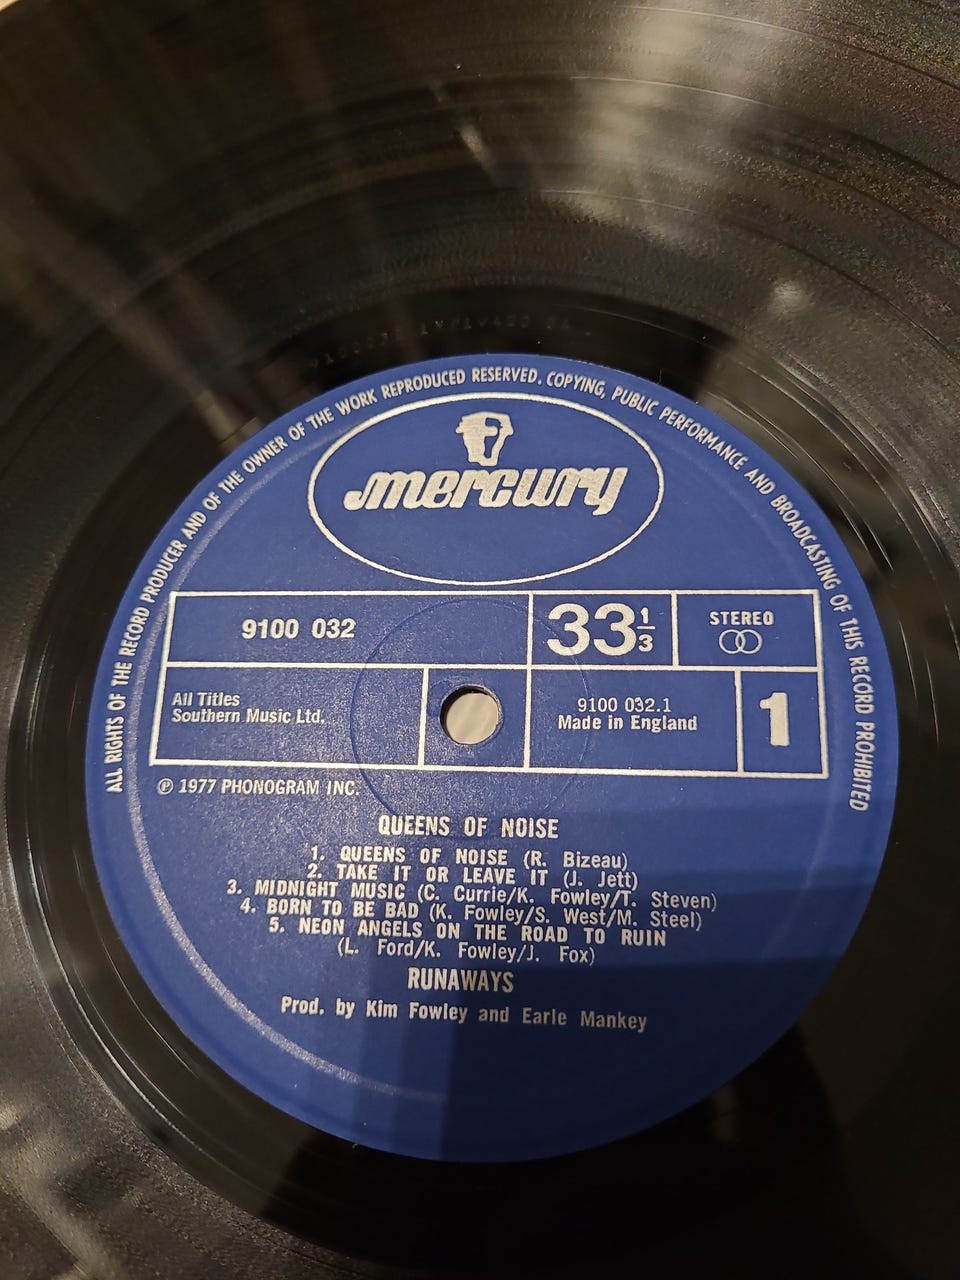 ALL RIGHTS OF THE RECORD PRODUCER AND OF THE OWNER OF THE WORK REPRODUCED RESERVED. COPYING, PUBLIC PERFORMANCE AND BROADCASTING OF THIS RECORD PROHIBITED
mercury
9100 032
33 1/3
STEREO
All Titles
Southern Music Ltd.
9100 032.1
Made in England
1
℗ 1977 PHONOGRAM INC.
QUEENS OF NOISE
1. QUEENS OF NOISE (R. Bizeau)
2. TAKE IT OR LEAVE IT (J. Jett)
3. MIDNIGHT MUSIC (C. Currie/K. Fowley/T. Steven)
4. BORN TO BE BAD (K. Fowley/S. West/M. Steel)
5. NEON ANGELS ON THE ROAD TO RUIN
(L. Ford/K. Fowley/J. Fox)
RUNAWAYS
Prod. by Kim Fowley and Earle Mankey